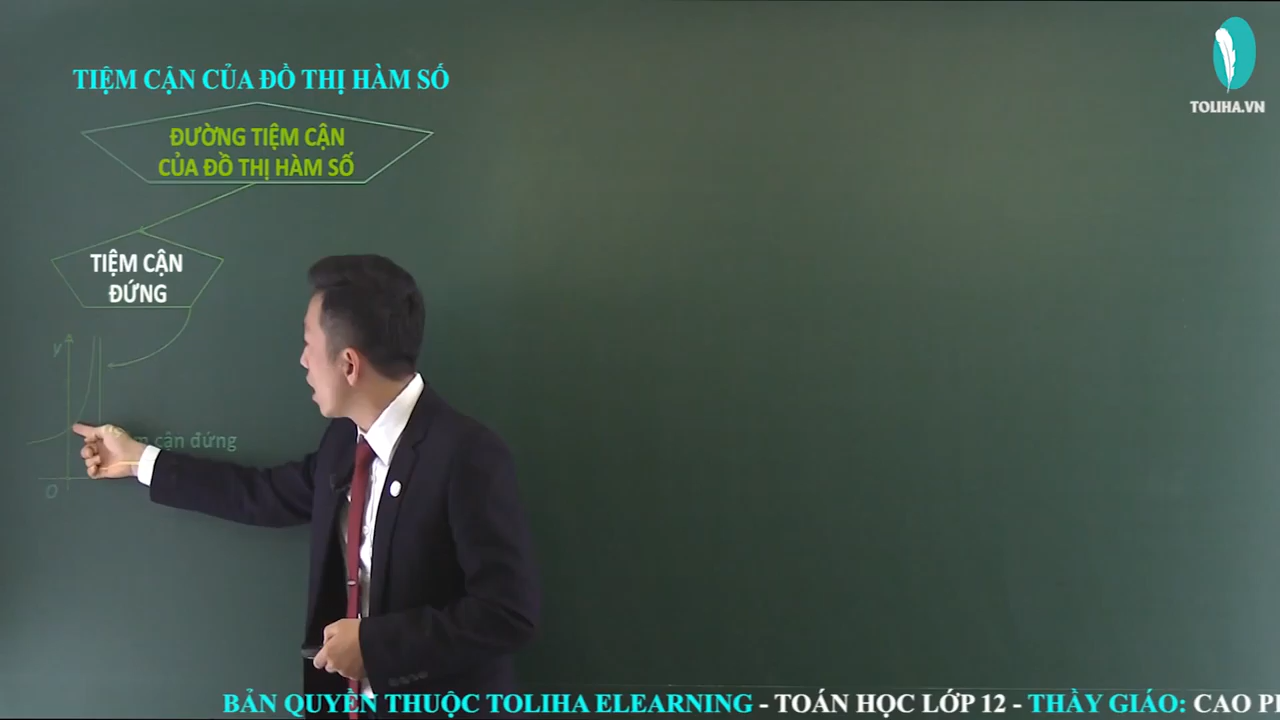 TIỆM CẬN CỦA ĐỒ THỊ HÀM SỐ
TOLIHA.VN
ĐƯỜNG TIỆM CẬN
CỦA ĐỒ THỊ HÀM SỐ
TIỆM CẬN
ĐỨNG
y
cận đứng
O
BẢN QUYỀN THUỘC TOLIHA ELEARNING - TOÁN HỌC LỚP 12 - THẦY GIÁO: CAO